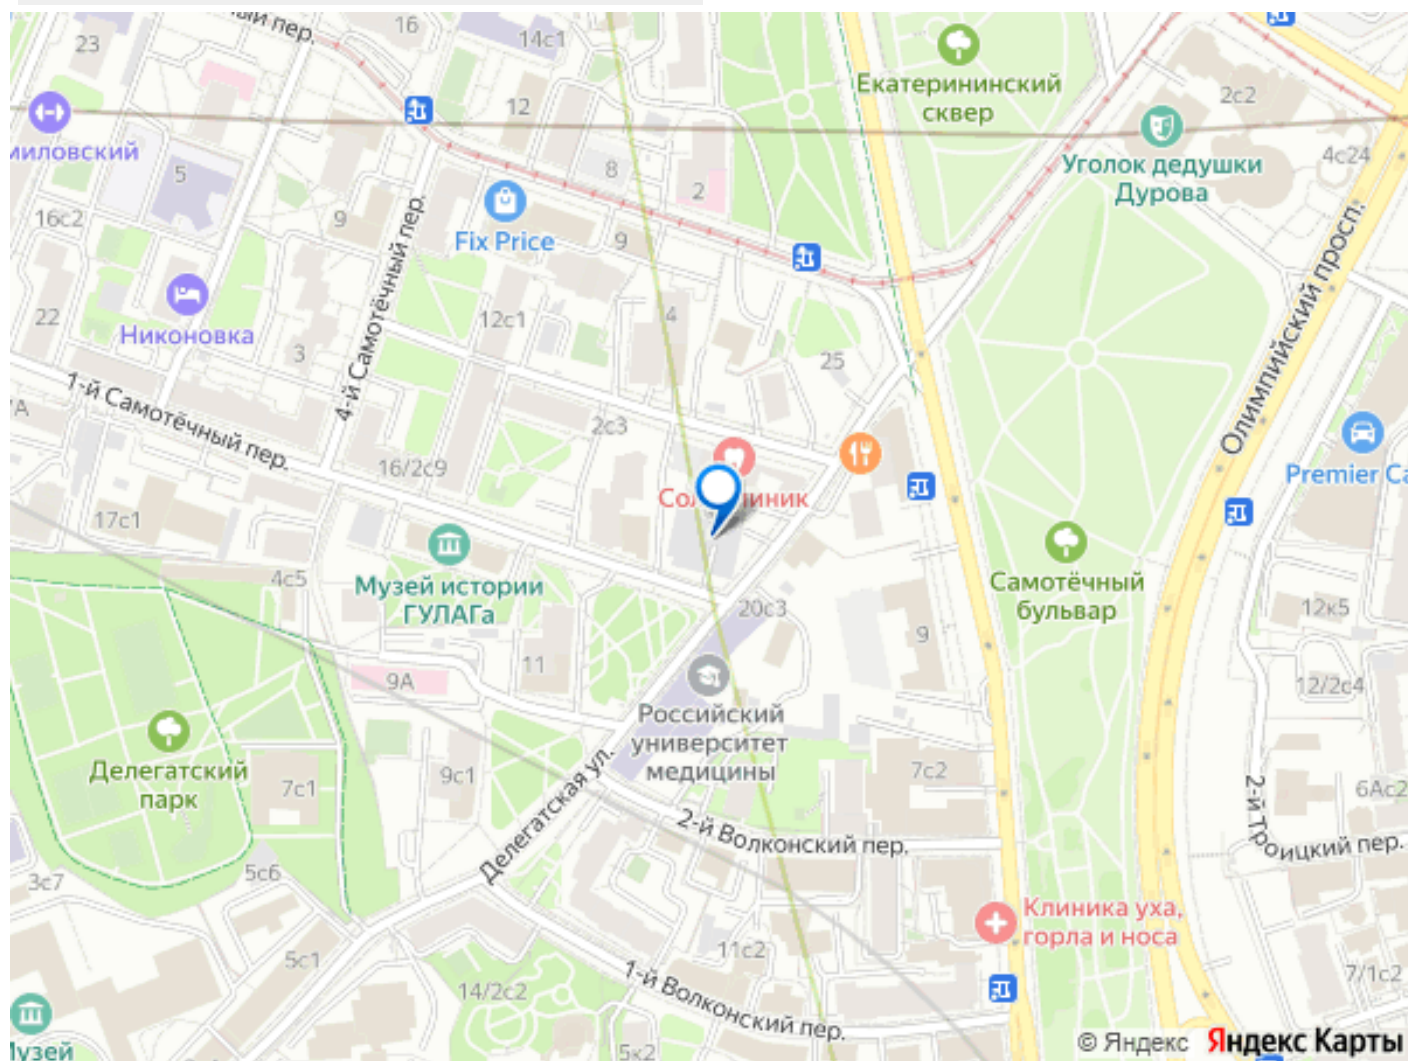 ый пер.
16
14с1
23
12
Екатерининский
сквер
2с2
миловский
Уголок дедушки
Дурова
4с24
5
8
2
16с2
9
4-й Самотёчный пер.
Fix Price
9
Олимпийский просп.
22
Никоновка
12с1
4
3
25
1-й Самотёчный пер.
2с3
16/2с9
Premier Ca
17с1
Музей истории
ГУЛАГа
4с5
Самотёчный
бульвар
20с3
12к5
9
11
9А
12/2с4
Российский
университет
медицины
Делегатский
парк
7с1
9с1
7с2
6Ас2
Делегатская ул.
2-й Волконский пер.
2-й Троицкий пер.
3с7
5с6
Клиника уха,
горла и носа
11с2
5с1
14/2с2
1-й Волконский пер.
7/1с2
Музей
5к2
© Яндекс Яндекс Карты